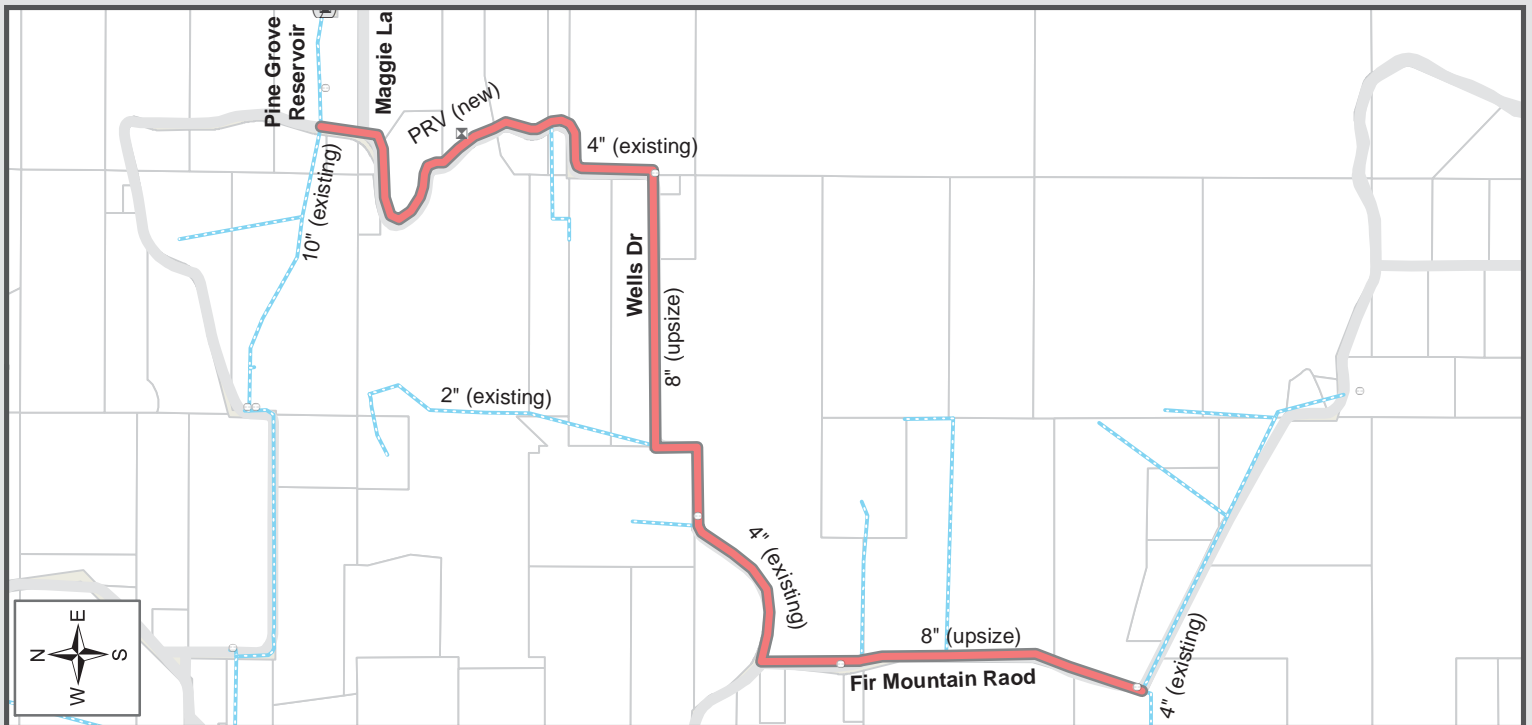 Pine Grove
Reservoir
Maggie La
PRV (new)
4" (existing)
10" (existing)
Wells Dr
8" (upsize)
2" (existing)
4" (existing)
8" (upsize)
Fir Mountain Raod
4" (existing)
N
E
S
W